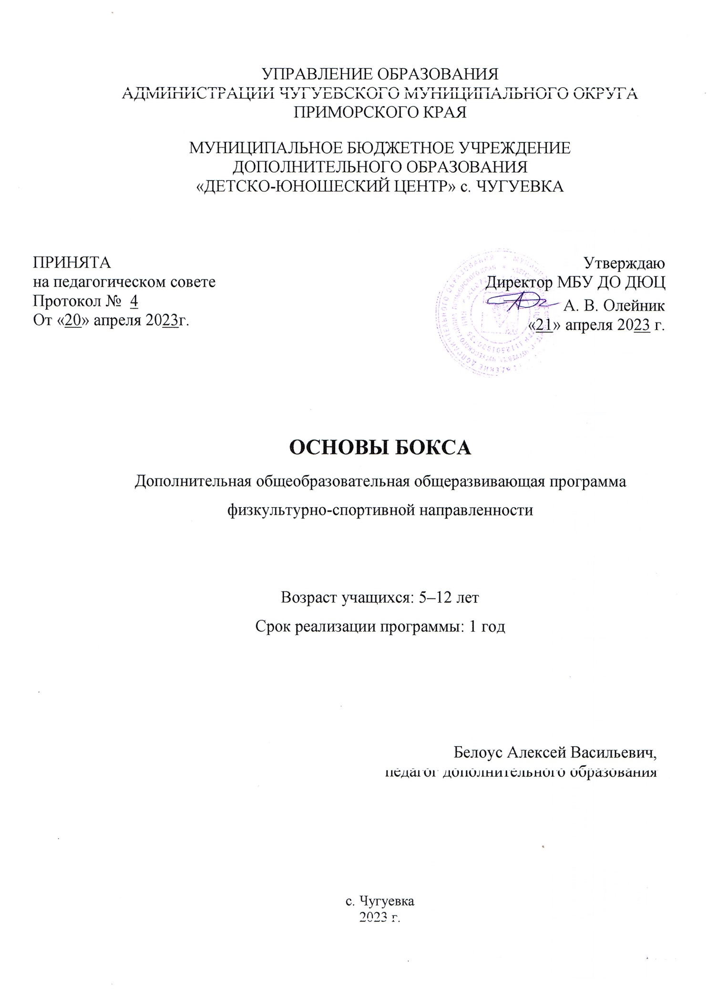 УПРАВЛЕНИЕ ОБРАЗОВАНИЯ
АДМИНИСТРАЦИИ ЧУГУЕВСКОГО МУНИЦИПАЛЬНОГО ОКРУГА
ПРИМОРСКОГО КРАЯ
МУНИЦИПАЛЬНОЕ БЮДЖЕТНОЕ УЧРЕЖДЕНИЕ
ДОПОЛНИТЕЛЬНОГО ОБРАЗОВАНИЯ
«ДЕТСКО-ЮНОШЕСКИЙ ЦЕНТР» с. ЧУГУЕВКА
ПРИНЯТА
на педагогическом совете
Протокол № 4
От «20» апреля 2023г.
Утверждаю
Директор МБУ ДО ДЮЦ
А. В. Олейник
«21» апреля 2023 г.
ОСНОВЫ БОКСА
Дополнительная общеобразовательная общеразвивающая программа
физкультурно-спортивной направленности
Возраст учащихся: 5–12 лет
Срок реализации программы: 1 год
Белоус Алексей Васильевич,
педагог дополнительного образования
с. Чугуевка
2023 г.